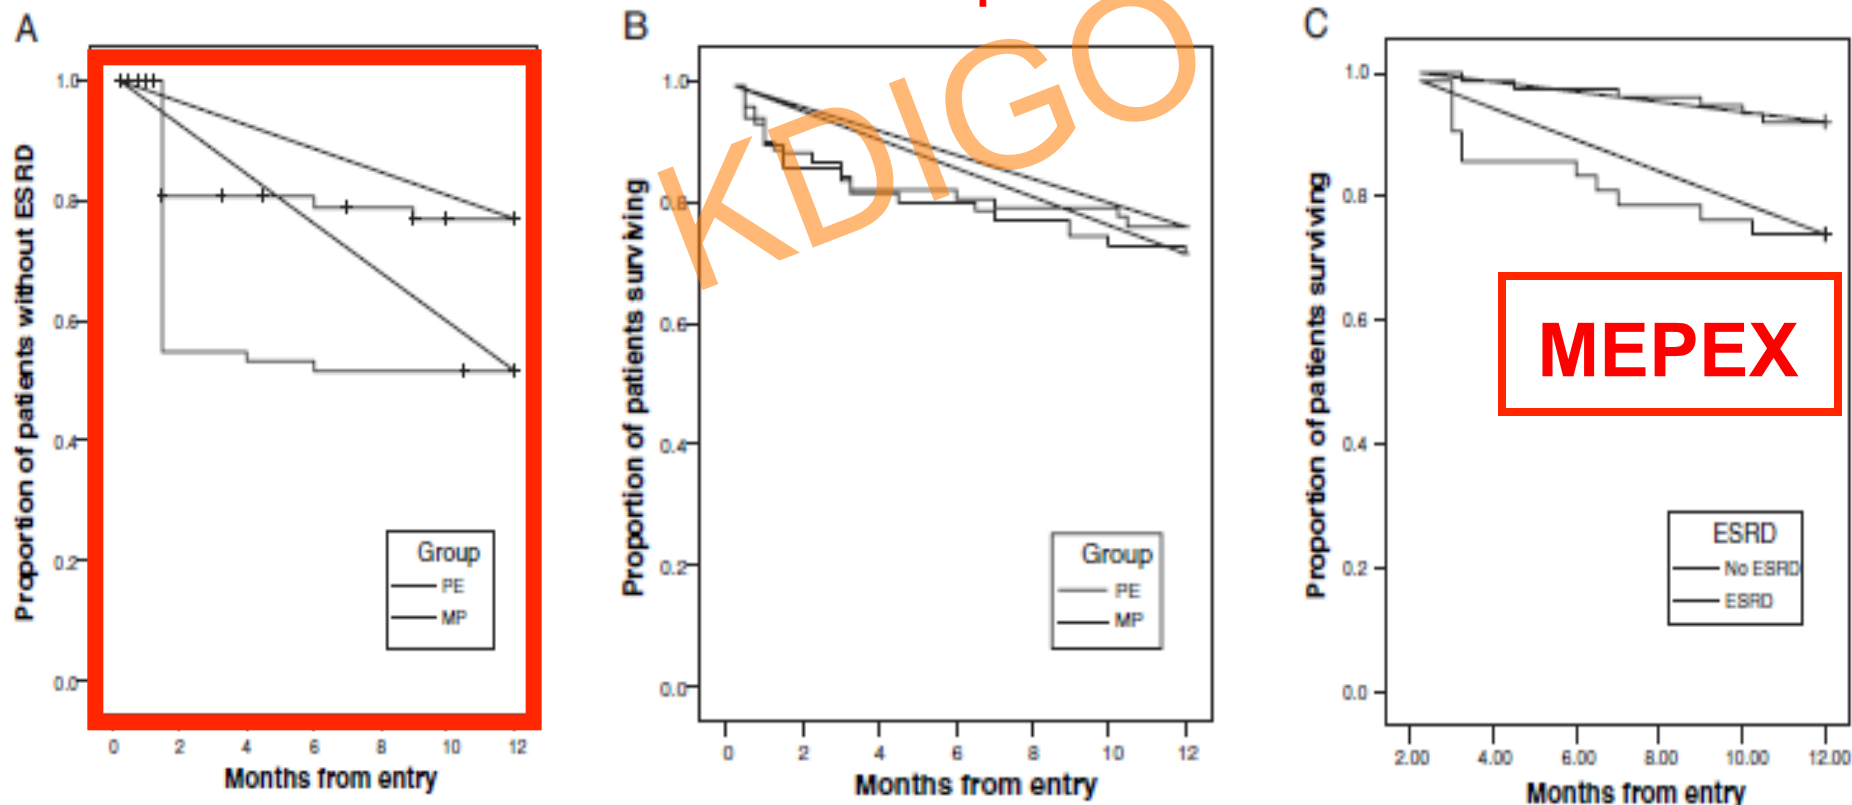 A
Proportion of patients without ESRD
1.0
0.8
0.6
0.4
0.2
0.0
0 2 4 6 8 10 12
Months from entry
Group
PE
MP
B
Proportion of patients surviving
1.0
0.8
0.6
0.4
0.2
0.0
0 2 4 6 8 10 12
Months from entry
Group
PE
MP
KDIGO
C
Proportion of patients surviving
1.0
0.8
0.6
0.4
0.2
0.0
2.00 4.00 6.00 8.00 10.00 12.00
Months from entry
MEPEX
ESRD
No ESRD
ESRD